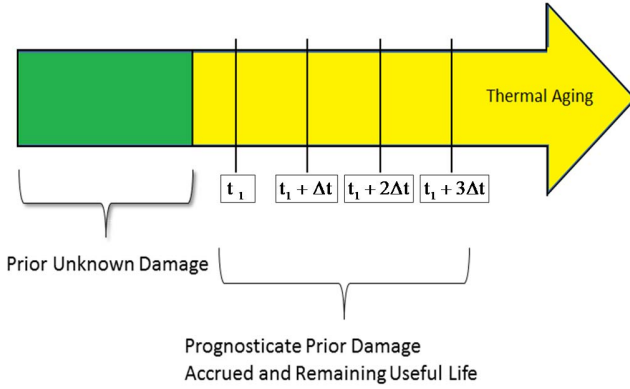 Thermal Aging
t₁
t₁ + Δt
t₁ + 2Δt
t₁ + 3Δt
Prior Unknown Damage
Prognosticate Prior Damage
Accrued and Remaining Useful Life